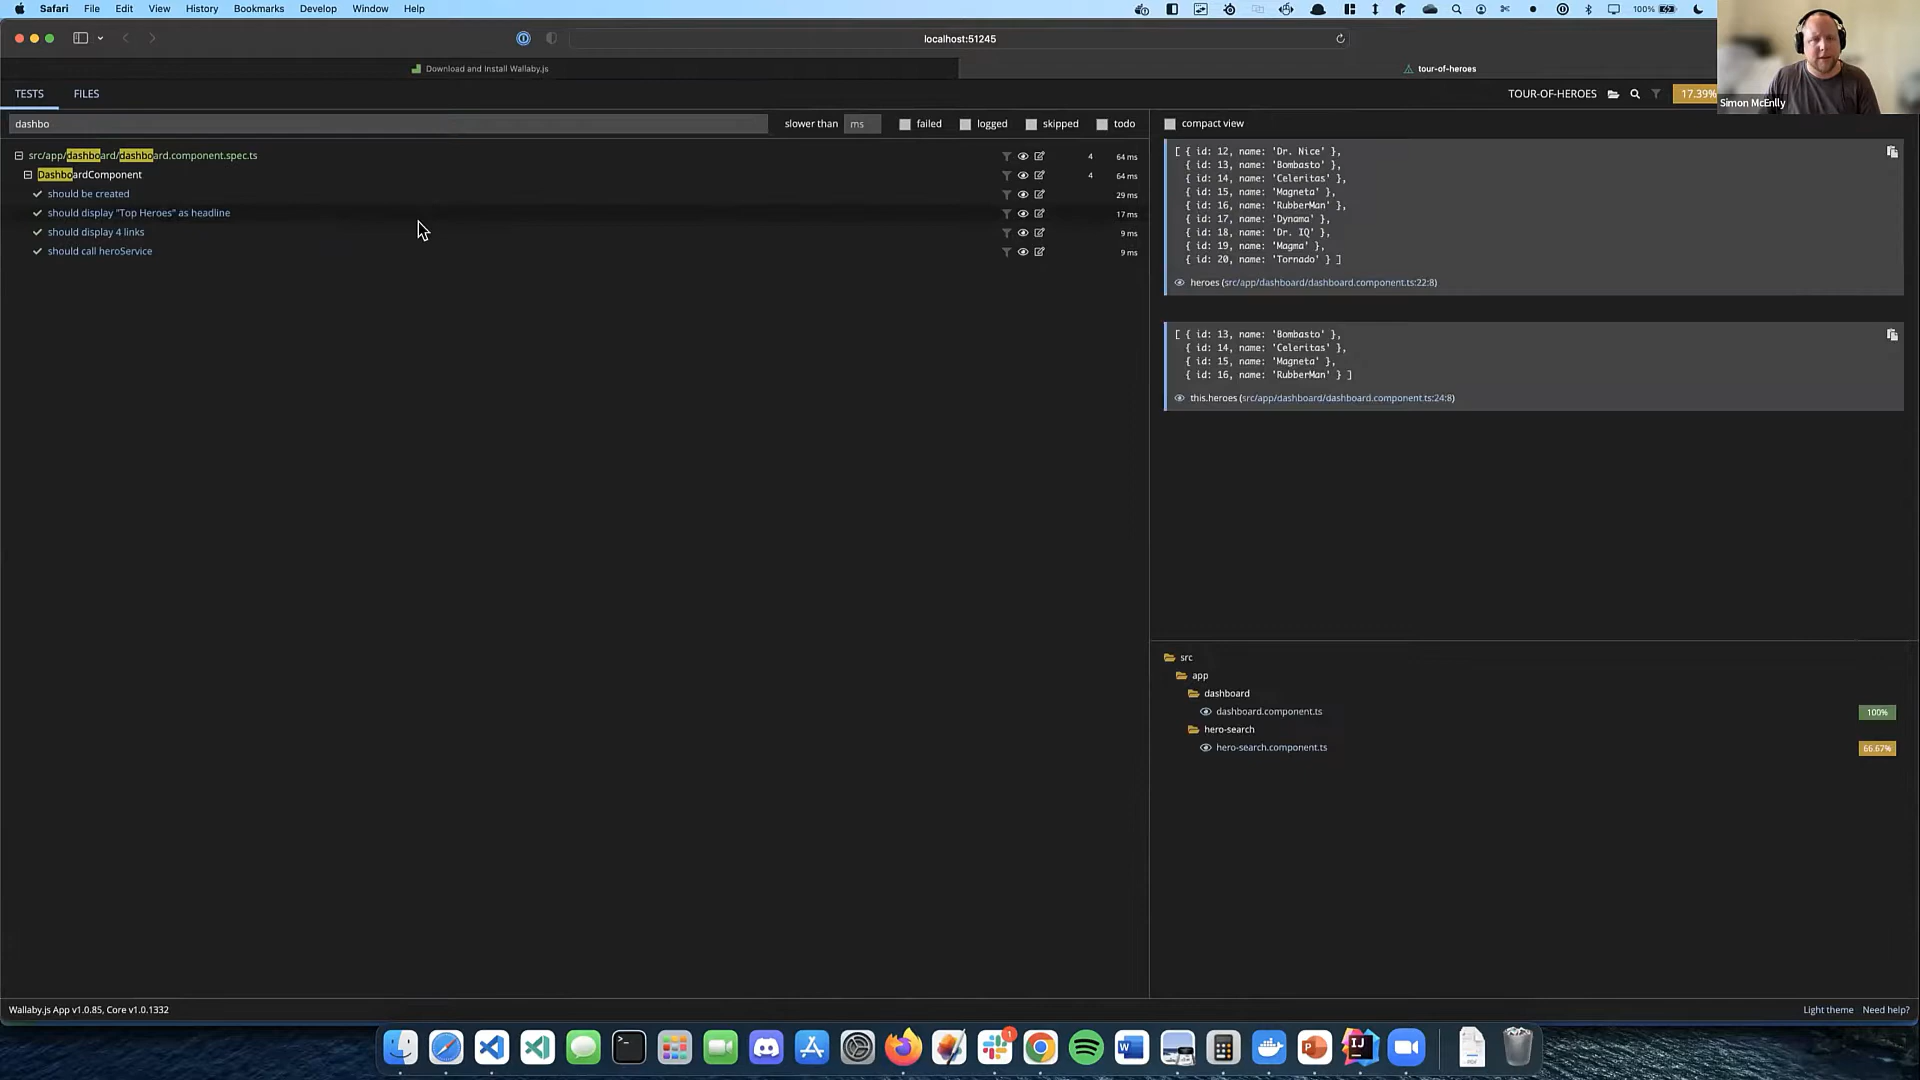 Safari File Edit View History Bookmarks Develop Window Help 100%
localhost:51245
Download and Install Wallaby.js
tour-of-heroes
TESTS FILES
TOUR-OF-HEROES 17.39%
Simon McEnlly
dashbo
slower than ms failed logged skipped todo
compact view
src/app/dashboard/dashboard.component.spec.ts 4 64 ms
DashboardComponent 4 64 ms
should be created 29 ms
should display "Top Heroes" as headline 17 ms
should display 4 links 9 ms
should call heroService 9 ms
[ { id: 12, name: 'Dr. Nice' },
{ id: 13, name: 'Bombasto' },
{ id: 14, name: 'Celeritas' },
{ id: 15, name: 'Magneta' },
{ id: 16, name: 'RubberMan' },
{ id: 17, name: 'Dynama' },
{ id: 18, name: 'Dr. IQ' },
{ id: 19, name: 'Magma' },
{ id: 20, name: 'Tornado' } ]
heroes (src/app/dashboard/dashboard.component.ts:22:8)
[ { id: 13, name: 'Bombasto' },
{ id: 14, name: 'Celeritas' },
{ id: 15, name: 'Magneta' },
{ id: 16, name: 'RubberMan' } ]
this.heroes (src/app/dashboard/dashboard.component.ts:24:8)
src
app
dashboard
dashboard.component.ts 100%
hero-search
hero-search.component.ts 66.67%
Wallaby.js App v1.0.85, Core v1.0.1332
Light theme Need help?
1
IJ